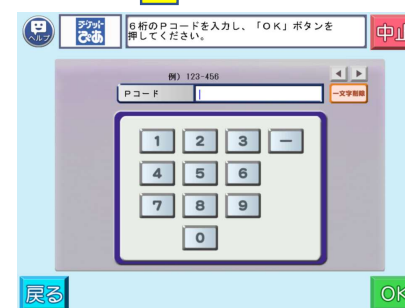 ヘルプ
チケット
ぴあ
6桁のPコードを入力し、「OK」ボタンを
押してください。
中止
例) 123-456
Pコード
一文字削除
1 2 3 －
4 5 6
7 8 9
0
戻る
OK